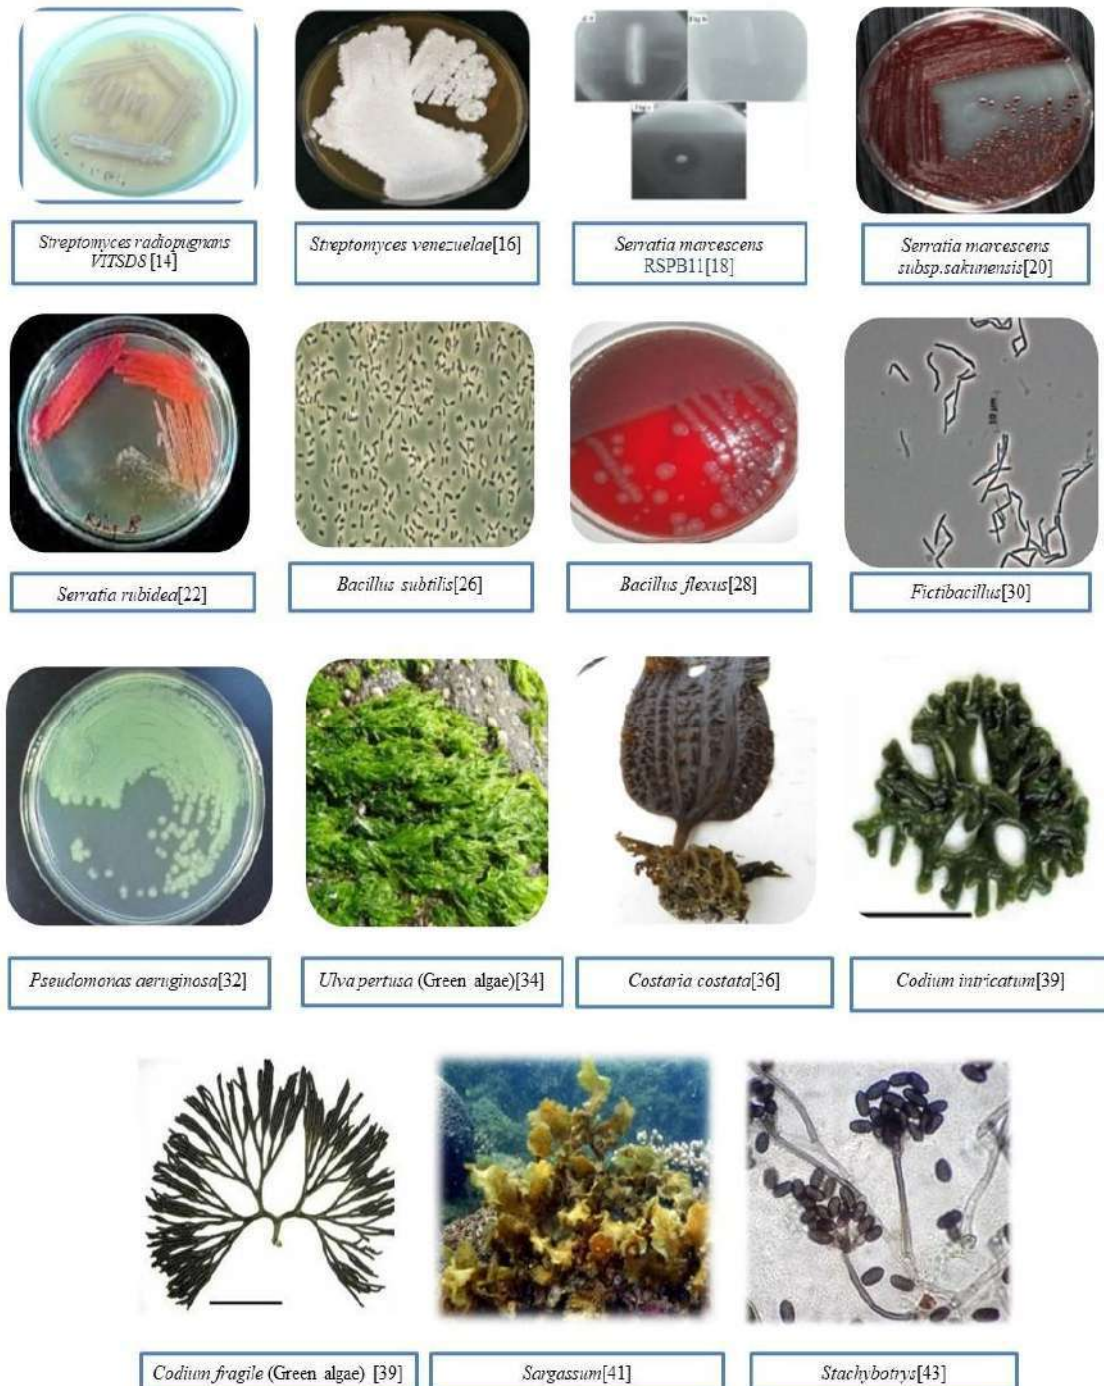 Streptomyces radiopugnans
VITSD8 [14]
Streptomyces venezuelae[16]
Serratia marcescens
RSPB11[18]
Serratia marcescens
subsp.sakunensis[20]
Serratia rubidea[22]
Bacillus subtilis[26]
Bacillus flexus[28]
Fictibacillus[30]
Pseudomonas aeruginosa[32]
Ulva pertusa (Green algae)[34]
Costaria costata[36]
Codium intricatum[39]
Codium fragile (Green algae) [39]
Sargassum[41]
Stachybotrys[43]